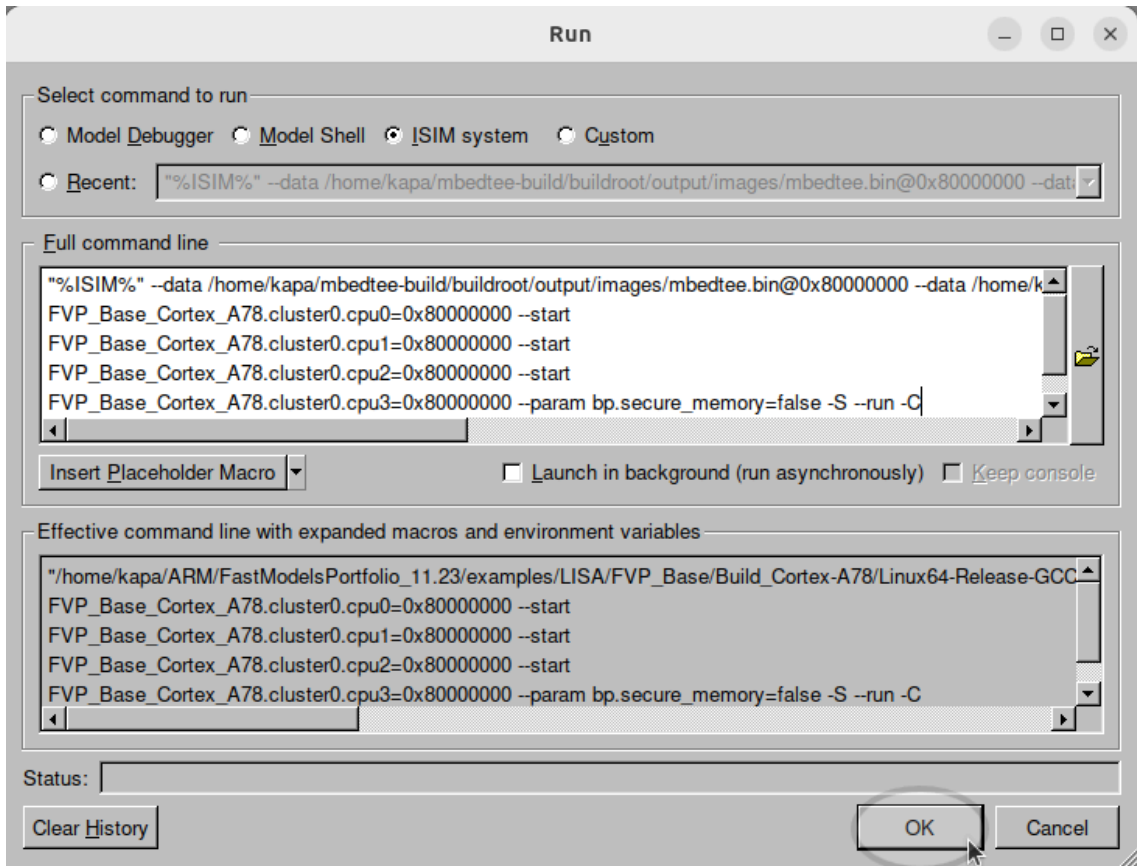 Run
Select command to run
Model Debugger Model Shell ISIM system Custom
Recent: "%ISIM%" --data /home/kapa/mbedtee-build/buildroot/output/images/mbedtee.bin@0x80000000 --dat
Full command line
"%ISIM%" --data /home/kapa/mbedtee-build/buildroot/output/images/mbedtee.bin@0x80000000 --data /home/k
FVP_Base_Cortex_A78.cluster0.cpu0=0x80000000 --start
FVP_Base_Cortex_A78.cluster0.cpu1=0x80000000 --start
FVP_Base_Cortex_A78.cluster0.cpu2=0x80000000 --start
FVP_Base_Cortex_A78.cluster0.cpu3=0x80000000 --param bp.secure_memory=false -S --run -C
Insert Placeholder Macro Launch in background (run asynchronously) Keep console
Effective command line with expanded macros and environment variables
"/home/kapa/ARM/FastModelsPortfolio_11.23/examples/LISA/FVP_Base/Build_Cortex-A78/Linux64-Release-GCC
FVP_Base_Cortex_A78.cluster0.cpu0=0x80000000 --start
FVP_Base_Cortex_A78.cluster0.cpu1=0x80000000 --start
FVP_Base_Cortex_A78.cluster0.cpu2=0x80000000 --start
FVP_Base_Cortex_A78.cluster0.cpu3=0x80000000 --param bp.secure_memory=false -S --run -C
Status:
Clear History OK Cancel